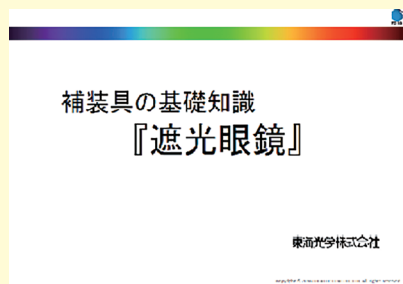 補装具の基礎知識
『遮光眼鏡』
東海光学株式会社